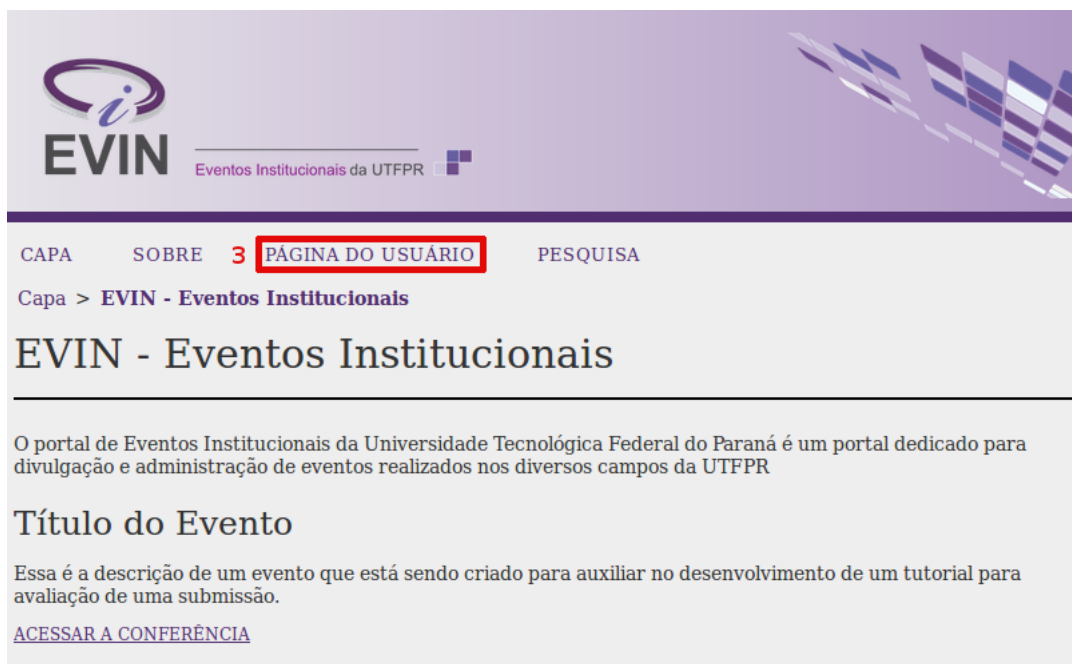 i
EVIN
Eventos Institucionais da UTFPR
CAPA SOBRE 3 PÁGINA DO USUÁRIO PESQUISA
Capa > EVIN - Eventos Institucionais
EVIN - Eventos Institucionais
O portal de Eventos Institucionais da Universidade Tecnológica Federal do Paraná é um portal dedicado para
divulgação e administração de eventos realizados nos diversos campos da UTFPR
Título do Evento
Essa é a descrição de um evento que está sendo criado para auxiliar no desenvolvimento de um tutorial para
avaliação de uma submissão.
ACESSAR A CONFERÊNCIA